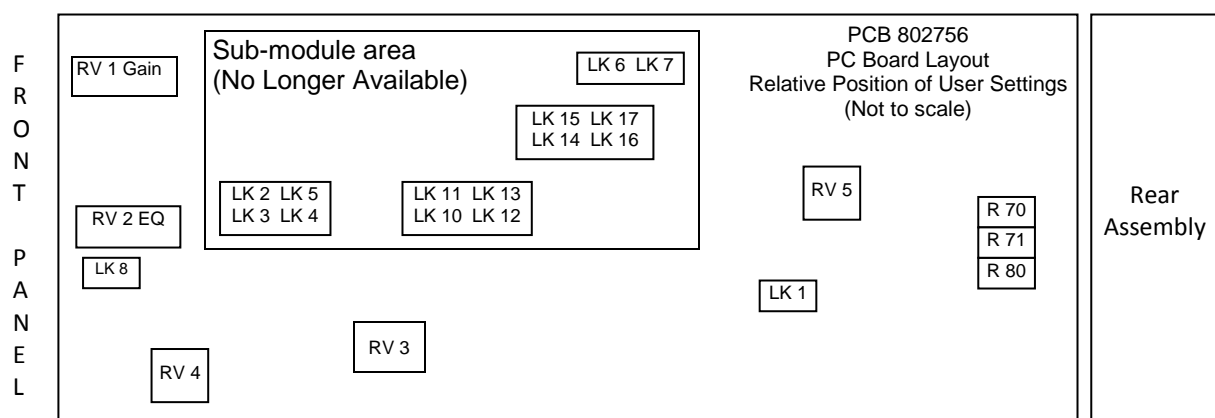 FRONT PANEL
RV 1 Gain
Sub-module area
(No Longer Available)
LK 6 LK 7
PCB 802756
PC Board Layout
Relative Position of User Settings
(Not to scale)
LK 15 LK 17
LK 14 LK 16
LK 2 LK 5
LK 3 LK 4
LK 11 LK 13
LK 10 LK 12
RV 5
RV 2 EQ
R 70
R 71
R 80
Rear
Assembly
LK 8
LK 1
RV 3
RV 4